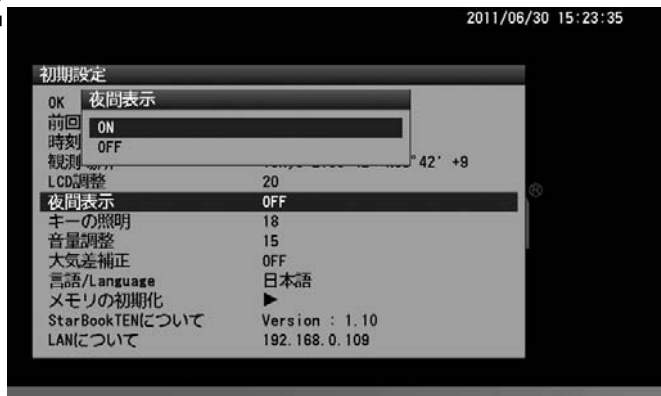 2011/06/30 15:23:35
初期設定
OK
夜間表示
前回
ON
時刻
OFF
観測
42' +9
LCD調整 20
夜間表示 OFF
キーの照明 18
音量調整 15
大気差補正 OFF
言語/Language 日本語
メモリの初期化 ▶
StarBookTENについて Version : 1.10
LANについて 192.168.0.109
®